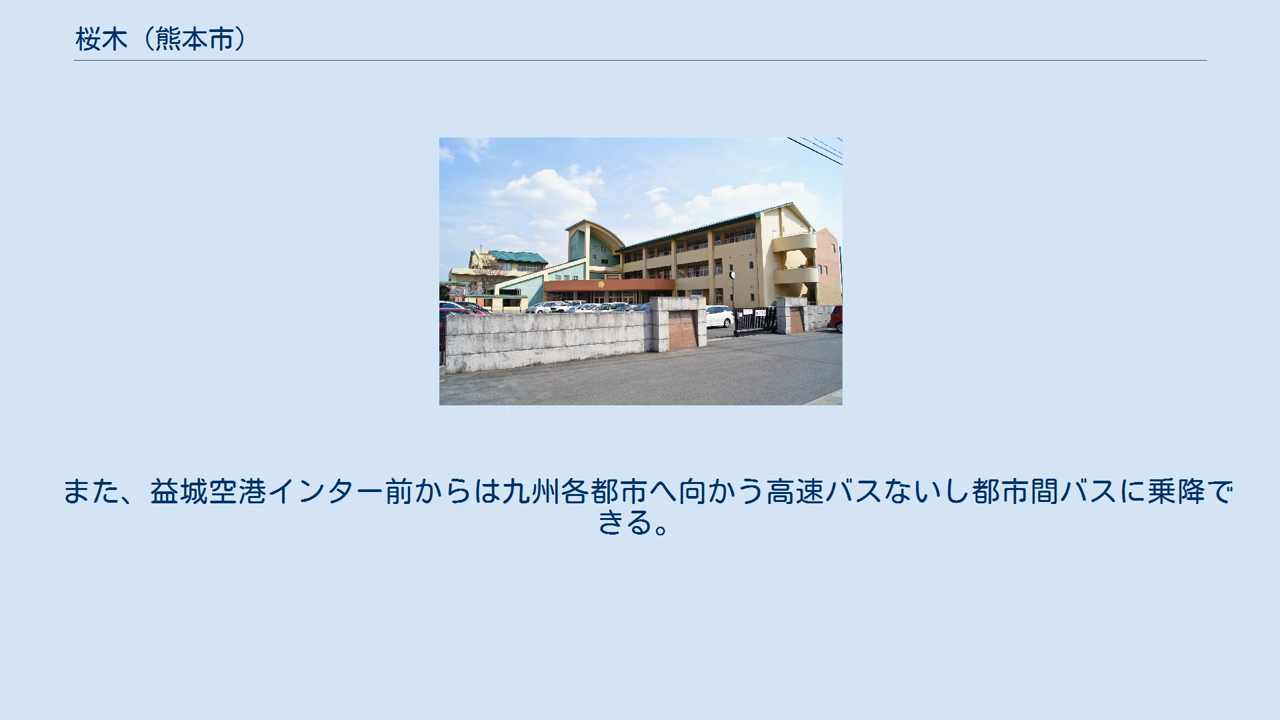 桜木（熊本市）
また、益城空港インター前からは九州各都市へ向かう高速バスないし都市間バスに乗降で
きる。